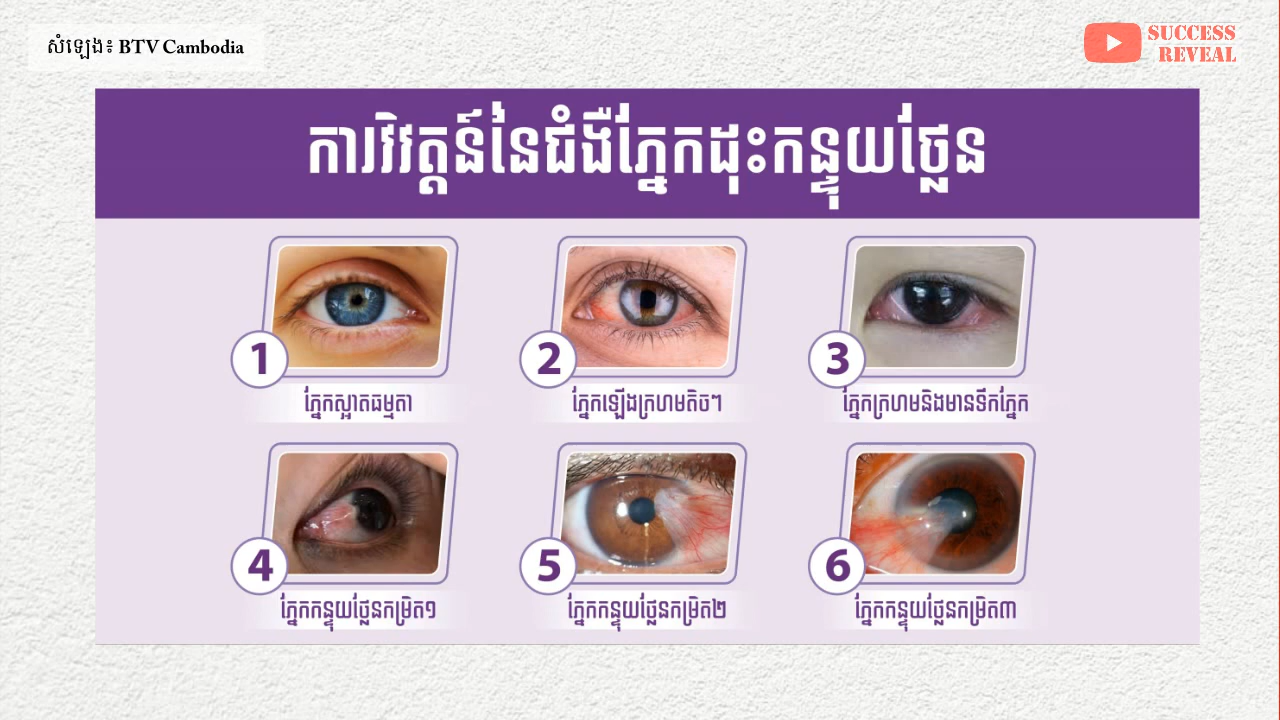 សំឡេង៖ BTV Cambodia
SUCCESS
REVEAL
ការវិវត្តន៍នៃជំងឺភ្នែកដុះកន្ទុយថ្លែន
1
ភ្នែកស្អាតធម្មតា
2
ភ្នែកឡើងក្រហមតិចៗ
3
ភ្នែកក្រហមនិងមានទឹកភ្នែក
4
ភ្នែកកន្ទុយថ្លែនកម្រិត១
5
ភ្នែកកន្ទុយថ្លែនកម្រិត២
6
ភ្នែកកន្ទុយថ្លែនកម្រិត៣